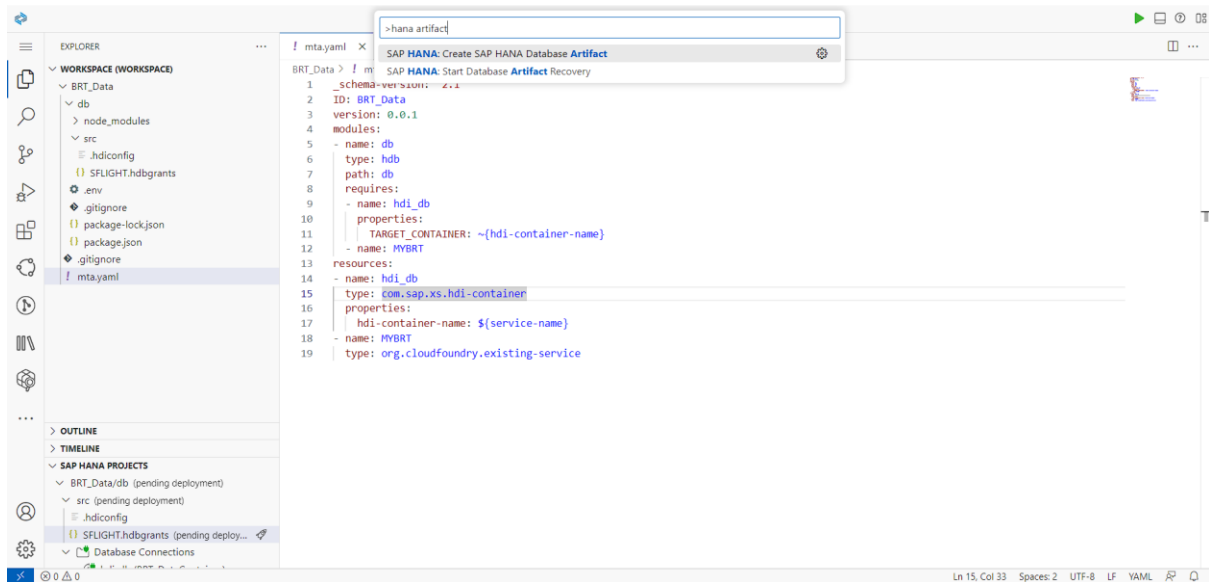 >hana artifact
SAP HANA: Create SAP HANA Database Artifact
SAP HANA: Start Database Artifact Recovery
EXPLORER
WORKSPACE (WORKSPACE)
BRT_Data
db
node_modules
src
.hdiconfig
SFLIGHT.hdbgrants
.env
.gitignore
package-lock.json
package.json
.gitignore
mta.yaml
OUTLINE
TIMELINE
SAP HANA PROJECTS
BRT_Data/db (pending deployment)
src (pending deployment)
.hdiconfig
SFLIGHT.hdbgrants (pending deploy...
Database Connections
mta.yaml
BRT_Data > ! m
1 _schema-version: "2.1
2 ID: BRT_Data
3 version: 0.0.1
4 modules:
5 - name: db
6 type: hdb
7 path: db
8 requires:
9 - name: hdi_db
10 properties:
11 TARGET_CONTAINER: ~{hdi-container-name}
12 - name: MYBRT
13 resources:
14 - name: hdi_db
15 type: com.sap.xs.hdi-container
16 properties:
17 hdi-container-name: ${service-name}
18 - name: MYBRT
19 type: org.cloudfoundry.existing-service
0 0
Ln 15, Col 33 Spaces: 2 UTF-8 LF YAML